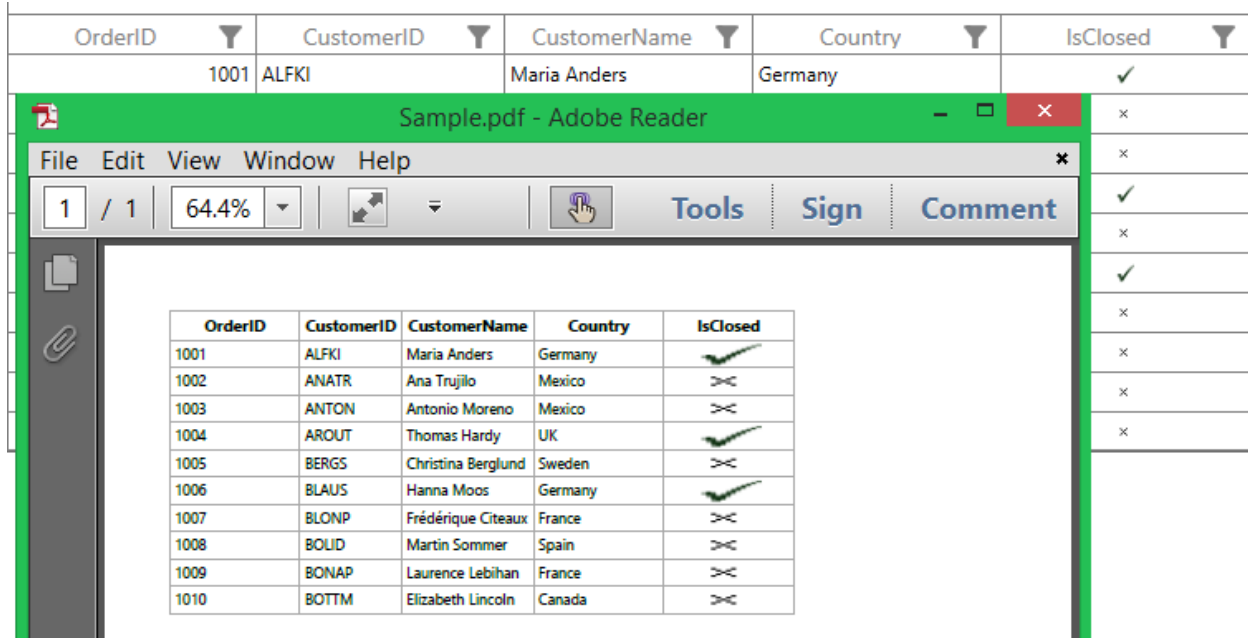 OrderID CustomerID CustomerName Country IsClosed
1001 ALFKI Maria Anders Germany ✓
Sample.pdf - Adobe Reader
×
File Edit View Window Help
×
1 / 1 64.4% Tools Sign Comment
✓
×
✓
×
×
×
×
OrderID CustomerID CustomerName Country IsClosed
1001 ALFKI Maria Anders Germany ✓
1002 ANATR Ana Trujilo Mexico ×
1003 ANTON Antonio Moreno Mexico ×
1004 AROUT Thomas Hardy UK ✓
1005 BERGS Christina Berglund Sweden ×
1006 BLAUS Hanna Moos Germany ✓
1007 BLONP Frédérique Citeaux France ×
1008 BOLID Martin Sommer Spain ×
1009 BONAP Laurence Lebihan France ×
1010 BOTTM Elizabeth Lincoln Canada ×